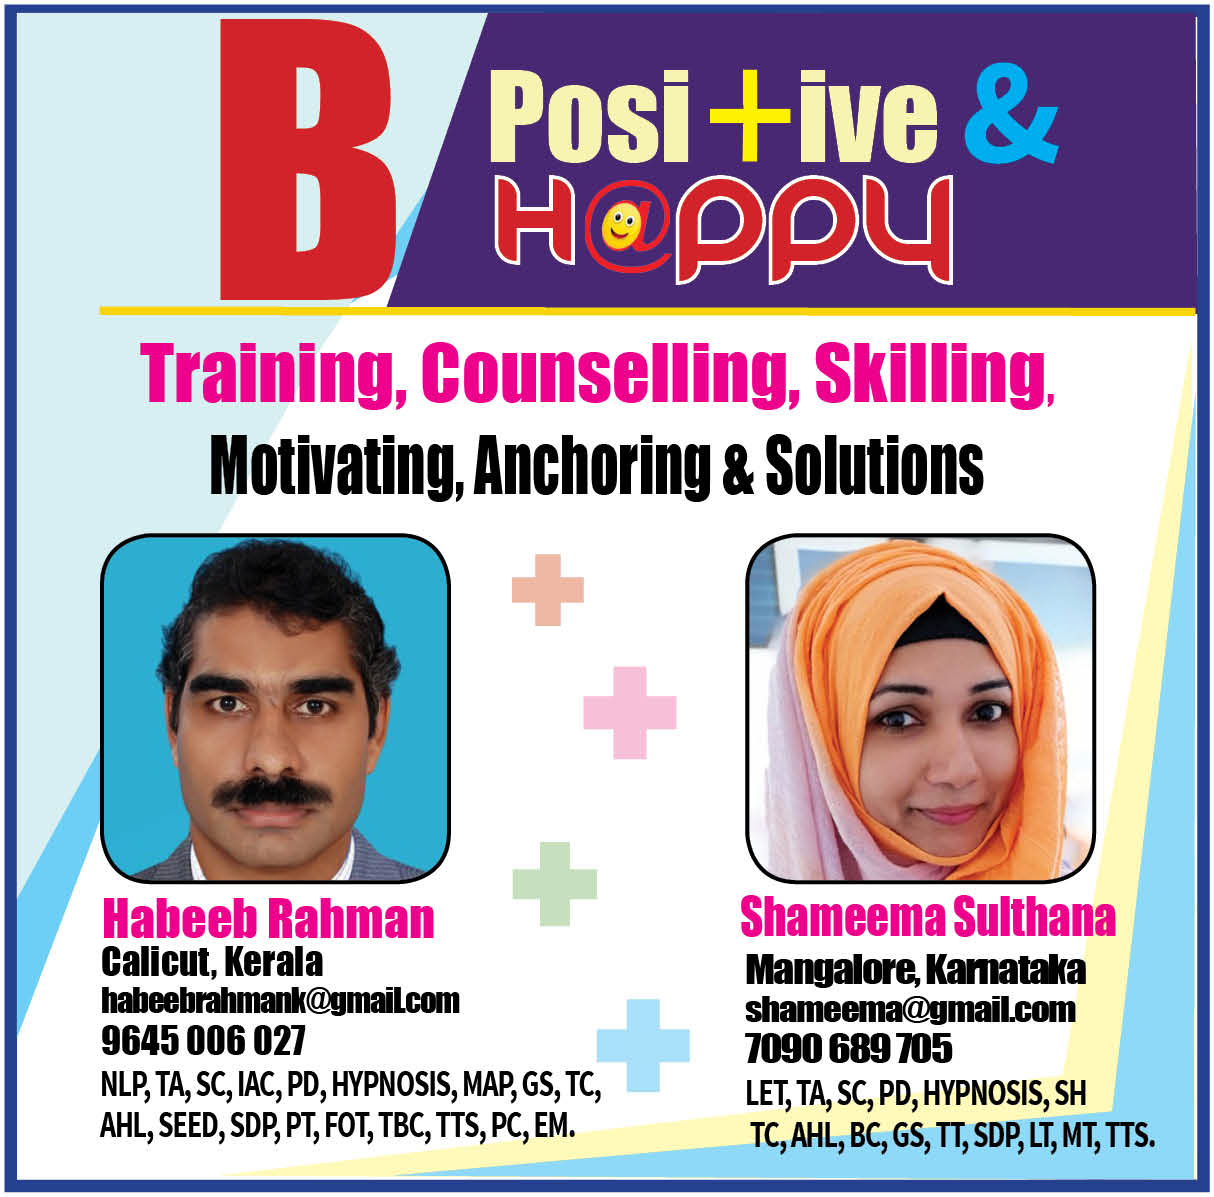 B Posi+ive &
H@ppy
Training, Counselling, Skilling,
Motivating, Anchoring & Solutions
Habeeb Rahman
Calicut, Kerala
habeebrahmank@gmail.com
9645 006 027
NLP, TA, SC, IAC, PD, HYPNOSIS, MAP, GS, TC,
AHL, SEED, SDP, PT, FOT, TBC, TTS, PC, EM.
Shameema Sulthana
Mangalore, Karnataka
shameema@gmail.com
7090 689 705
LET, TA, SC, PD, HYPNOSIS, SH
TC, AHL, BC, GS, TT, SDP, LT, MT, TTS.